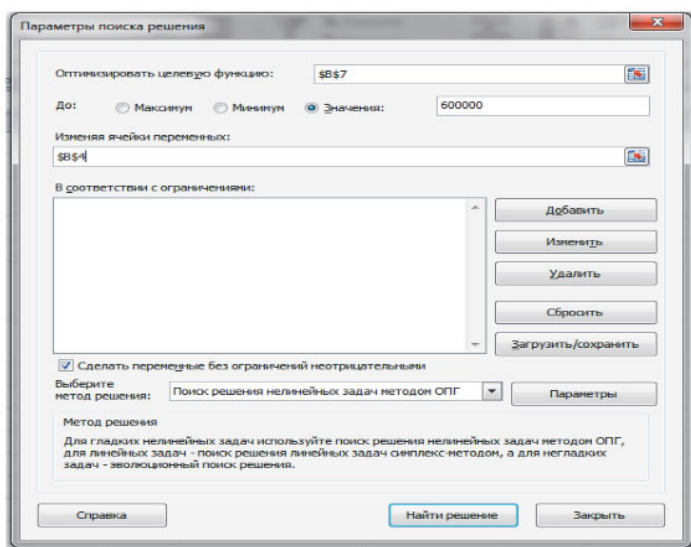 Параметры поиска решения
Оптимизировать целевую функцию: $B$7
До: Максимум Минимум Значения: 600000
Изменяя ячейки переменных:
$B$4
В соответствии с ограничениями:
Добавить
Изменить
Удалить
Сбросить
Загрузить/сохранить
Сделать переменные без ограничений неотрицательными
Выберите
метод решения: Поиск решения нелинейных задач методом ОПГ Параметры
Метод решения
Для гладких нелинейных задач используйте поиск решения нелинейных задач методом ОПГ,
для линейных задач - поиск решения линейных задач симплекс-методом, а для негладких
задач - эволюционный поиск решения.
Справка Найти решение Закрыть